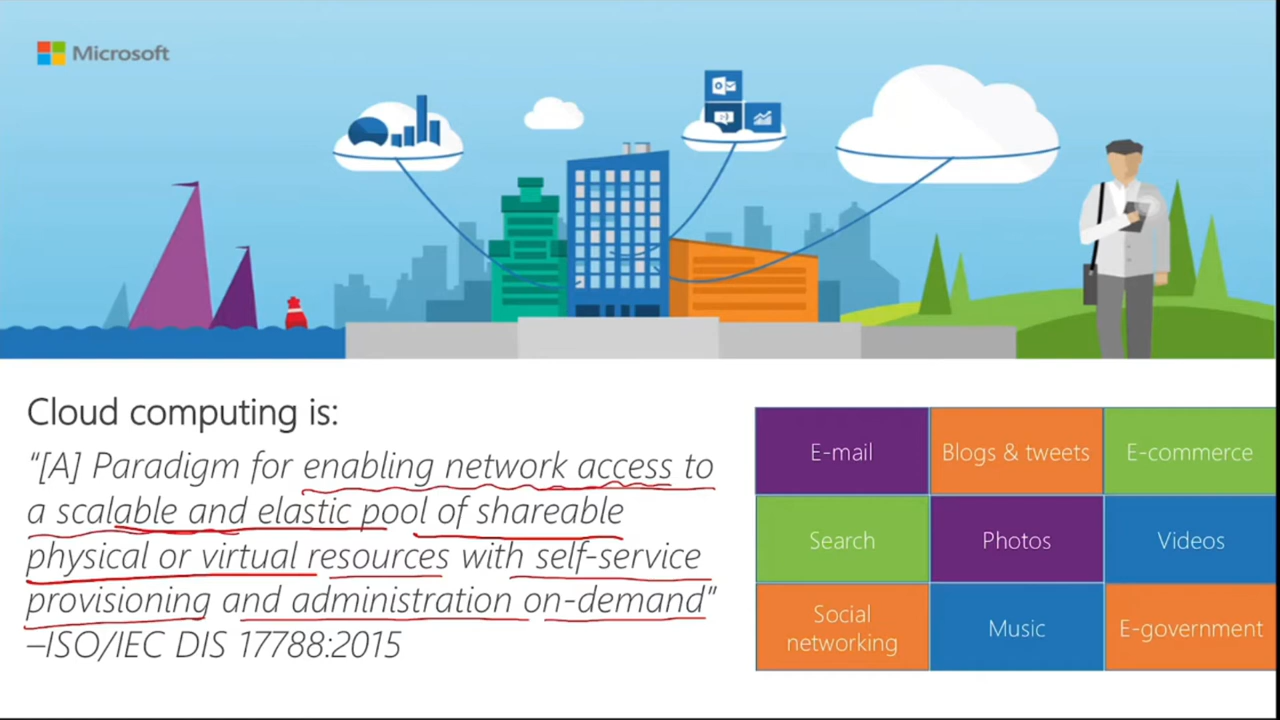 Microsoft
Cloud computing is:
“[A] Paradigm for enabling network access to
a scalable and elastic pool of shareable
physical or virtual resources with self-service
provisioning and administration on-demand”
–ISO/IEC DIS 17788:2015
E-mail
Blogs & tweets
E-commerce
Search
Photos
Videos
Social
networking
Music
E-government